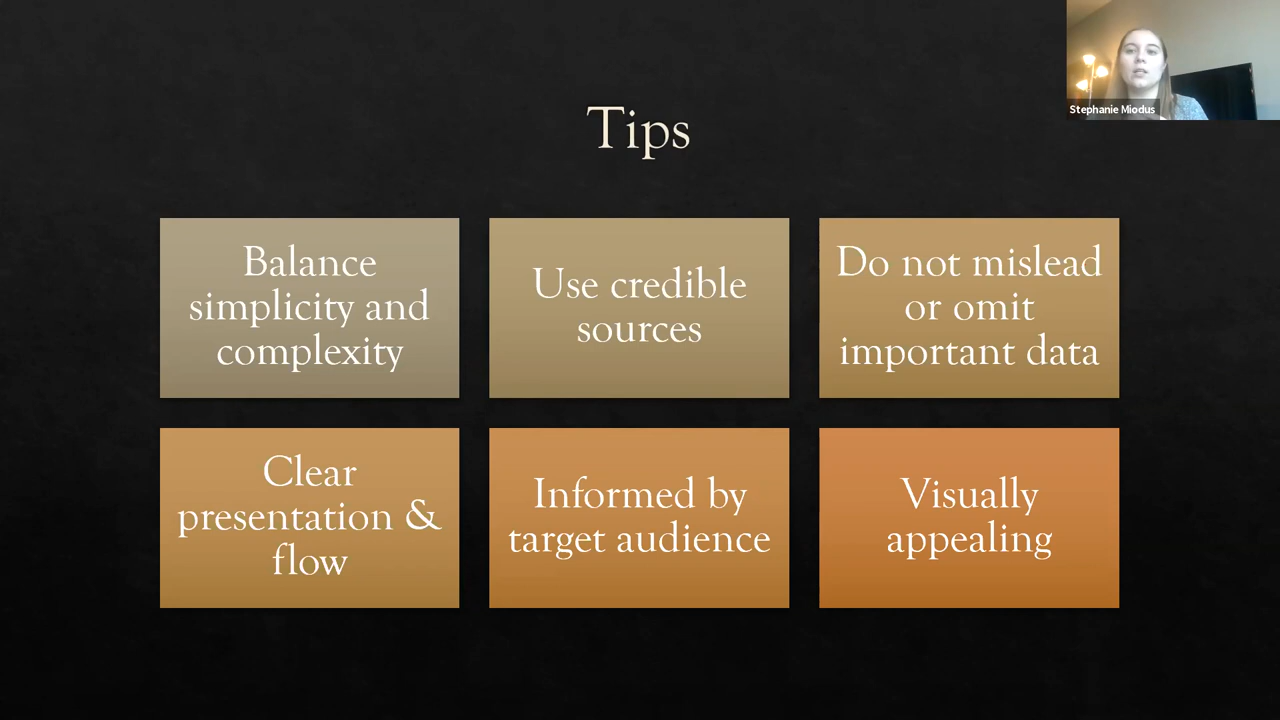 Stephanie Miodus
Tips
Balance
simplicity and
complexity
Use credible
sources
Do not mislead
or omit
important data
Clear
presentation &
flow
Informed by
target audience
Visually
appealing